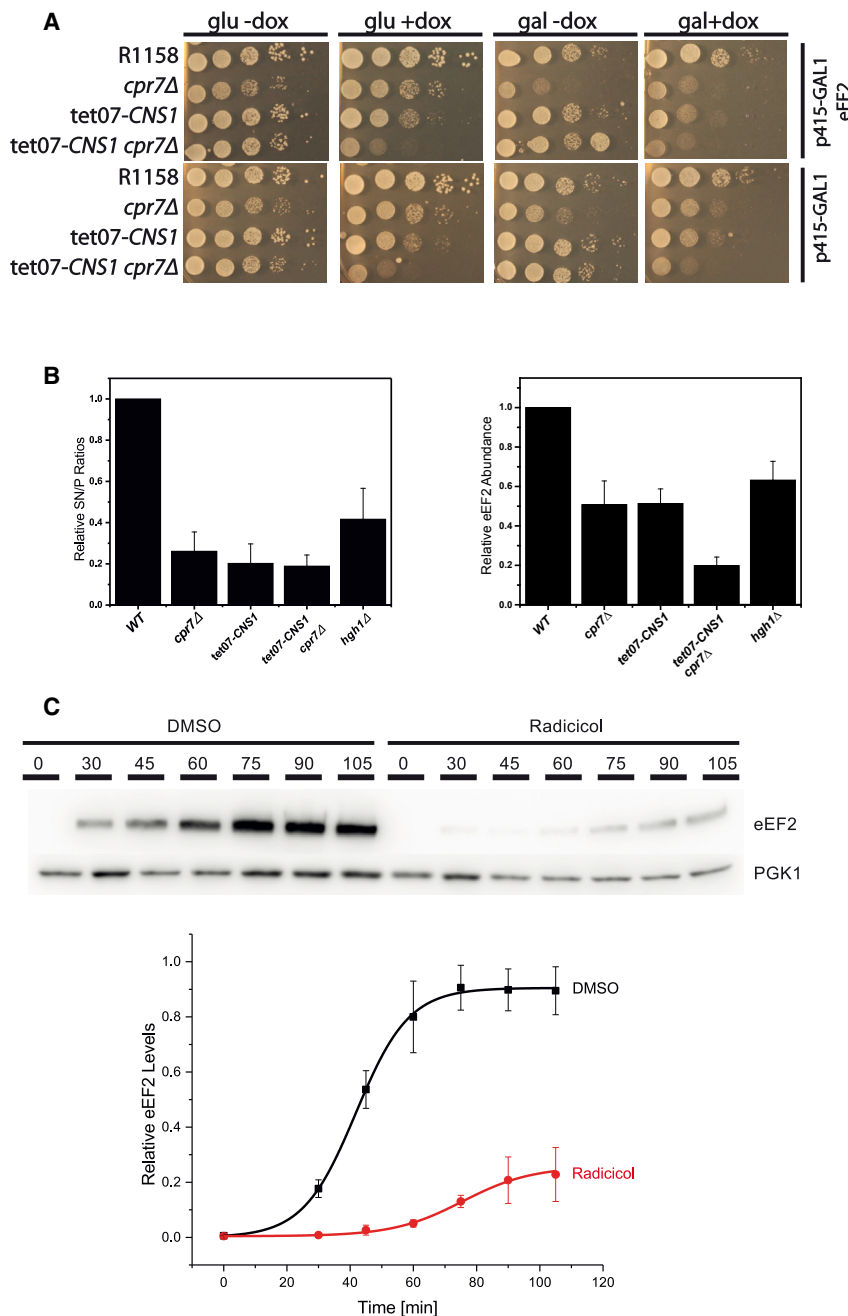 A
glu -dox glu +dox gal -dox gal+dox
R1158
cpr7Δ
tet07-CNS1
tet07-CNS1 cpr7Δ
p415-GAL1
eEF2
R1158
cpr7Δ
tet07-CNS1
tet07-CNS1 cpr7Δ
p415-GAL1
B
Relative SN/P Ratios
1.0
0.8
0.6
0.4
0.2
0.0
WT
cpr7Δ
tet07-CNS1
tet07-CNS1
cpr7Δ
hgh1Δ
Relative eEF2 Abundance
1.0
0.8
0.6
0.4
0.2
0.0
WT
cpr7Δ
tet07-CNS1
tet07-CNS1
cpr7Δ
hgh1Δ
C
DMSO Radicicol
0 30 45 60 75 90 105 0 30 45 60 75 90 105
eEF2
PGK1
Relative eEF2 Levels
1.0
0.8
0.6
0.4
0.2
0.0
DMSO
Radicicol
0 20 40 60 80 100 120
Time [min]